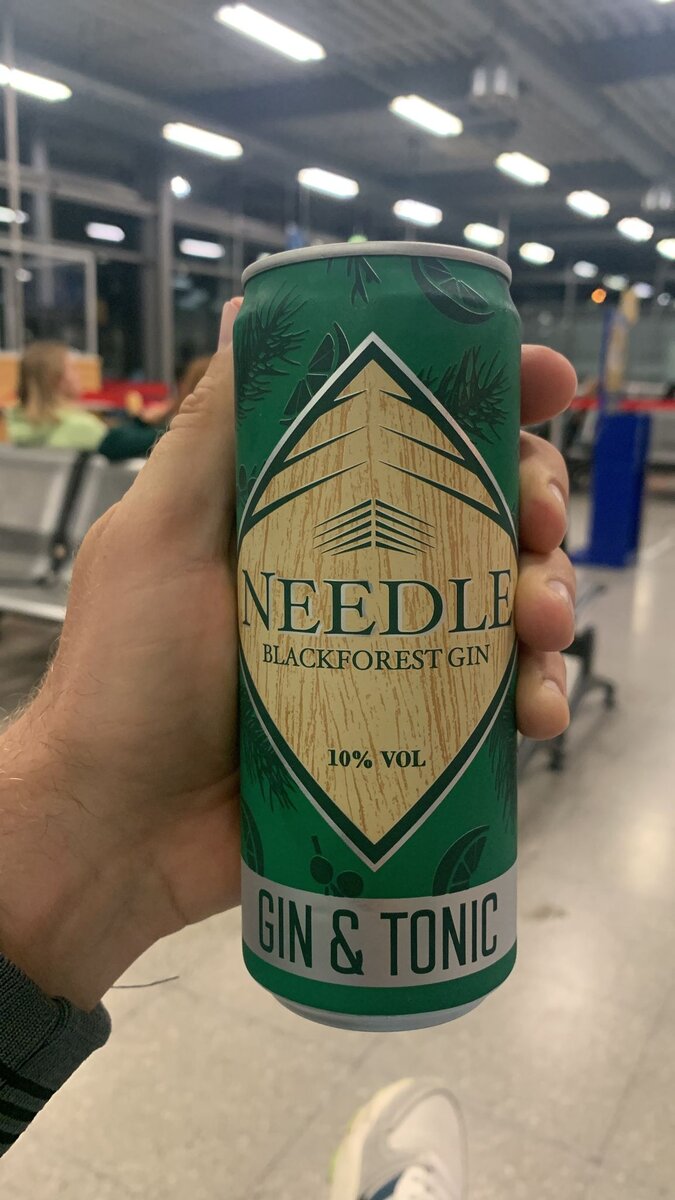 NEEDLE
BLACKFOREST GIN
10% VOL
GIN & TONIC